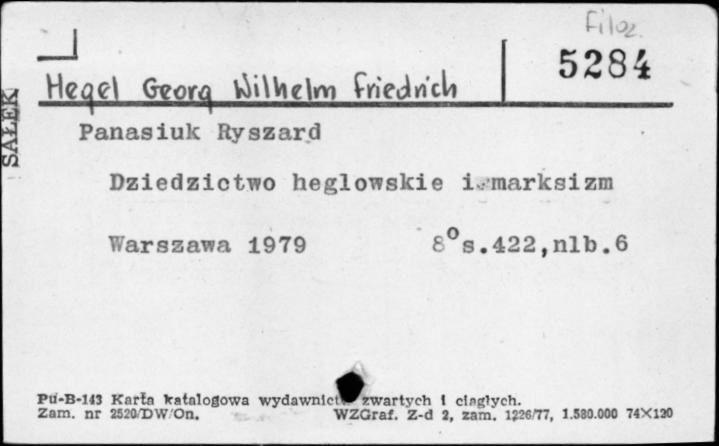 Filoz.
5284
Hegel Georg Wilhelm Friedrich
SAŁEK
Panasiuk Ryszard
Dziedzictwo heglowskie i marksizm
Warszawa 1979 8° s.422,nlb.6
Pu-B-143 Karta katalogowa wydawnictw zwartych i ciągłych.
Zam. nr 2520/DW/On. WZGraf. Z-d 2, zam. 1226/77, 1.580.000 74×120